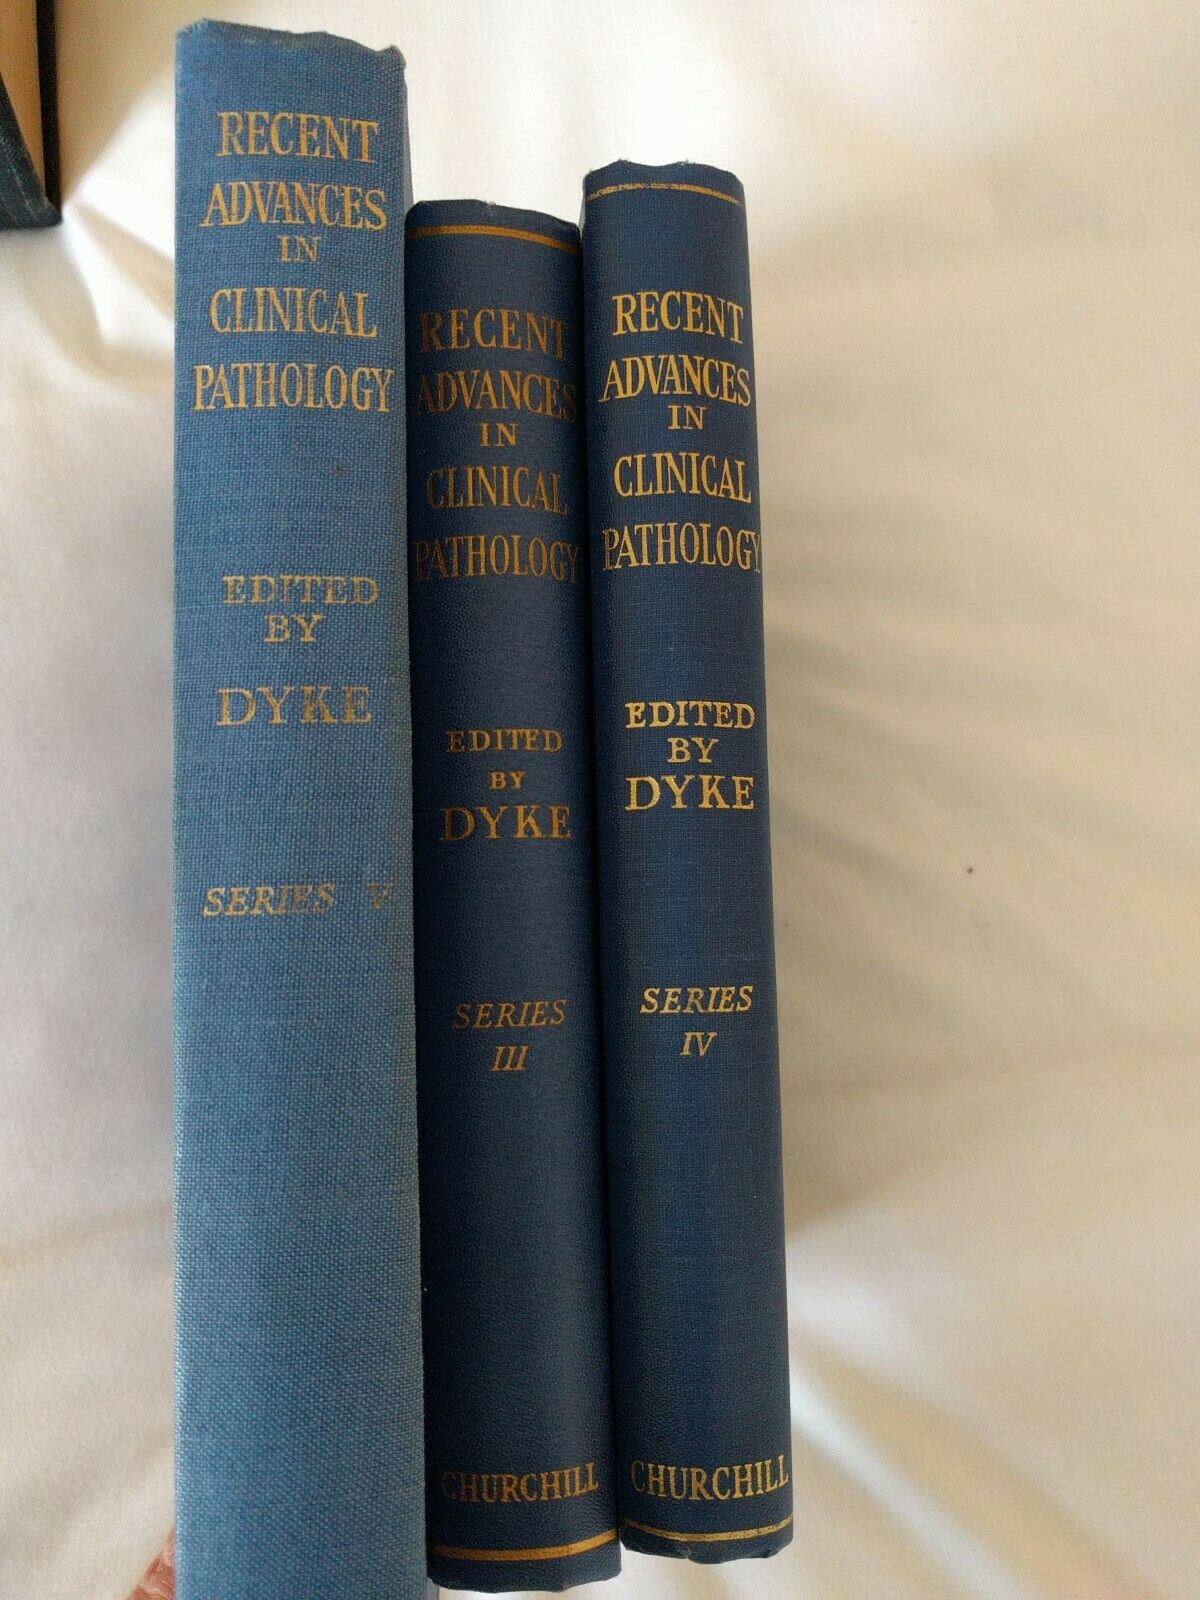 RECENT
ADVANCES
IN
CLINICAL
PATHOLOGY
EDITED
BY
DYKE
SERIES V
RECENT
ADVANCES
IN
CLINICAL
PATHOLOGY
EDITED
BY
DYKE
SERIES
III
CHURCHILL
RECENT
ADVANCES
IN
CLINICAL
PATHOLOGY
EDITED
BY
DYKE
SERIES
IV
CHURCHILL